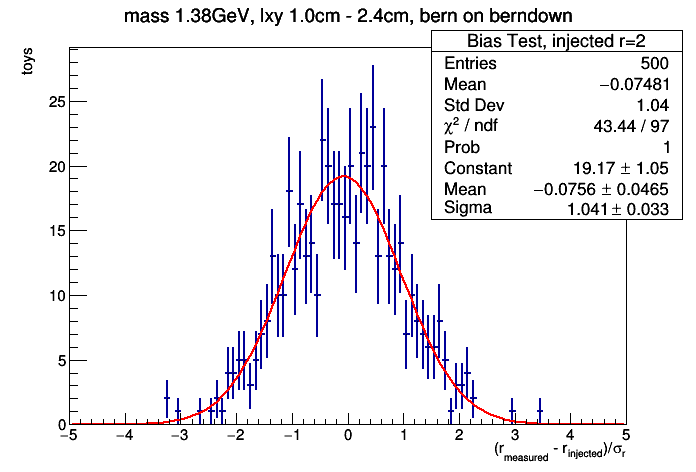 mass 1.38GeV, lxy 1.0cm - 2.4cm, bern on berndown
Bias Test, injected r=2
Entries 500
Mean −0.07481
Std Dev 1.04
χ² / ndf 43.44 / 97
Prob 1
Constant 19.17 ± 1.05
Mean −0.0756 ± 0.0465
Sigma 1.041 ± 0.033
toys
25
20
15
10
5
0
−5 −4 −3 −2 −1 0 1 2 3 4 5
(r_measured - r_injected)/σ_r